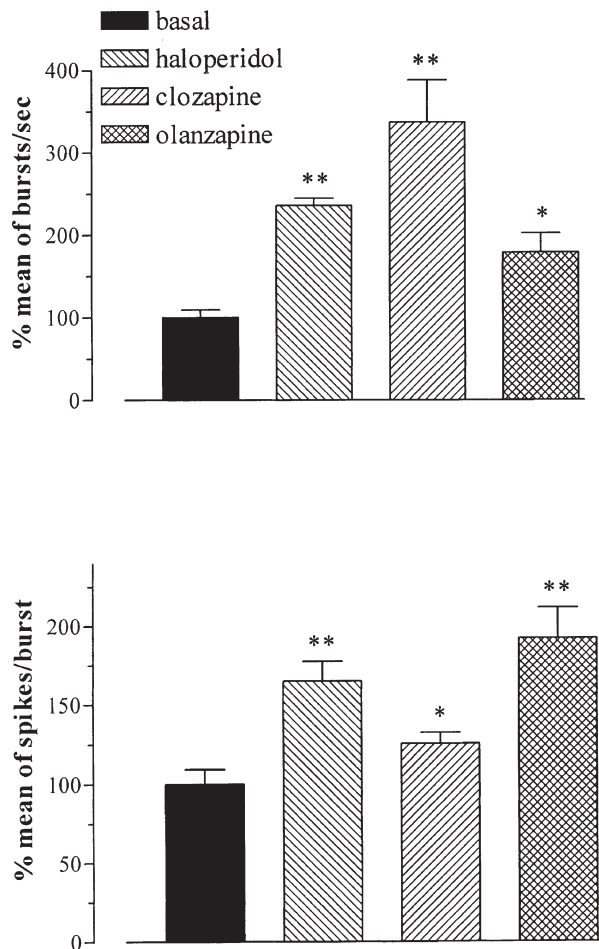 basal
haloperidol
clozapine
olanzapine
% mean of bursts/sec
400
300
200
100
0
**
**
*
% mean of spikes/burst
200
150
100
50
0
**
*
**